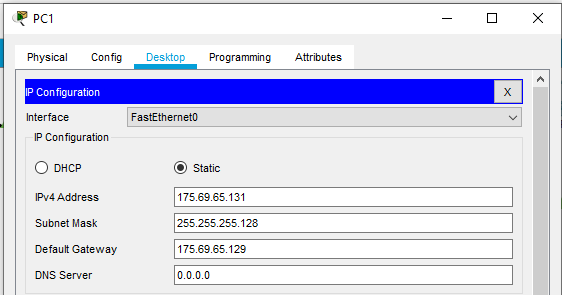 PC1
Physical Config Desktop Programming Attributes
IP Configuration X
Interface FastEthernet0
IP Configuration
DHCP Static
IPv4 Address 175.69.65.131
Subnet Mask 255.255.255.128
Default Gateway 175.69.65.129
DNS Server 0.0.0.0